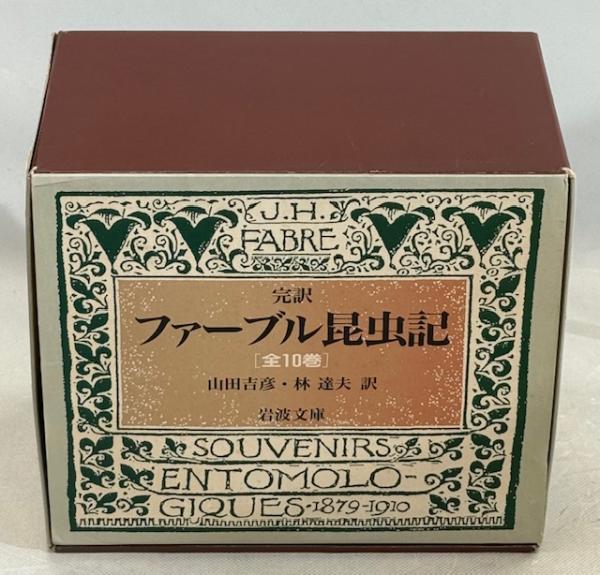 J.H.
FABRE
完訳
ファーブル昆虫記
[全10巻]
山田吉彦・林 達夫 訳
岩波文庫
SOUVENIRS
ENTOMOLO-
GIQUES・1879-1910